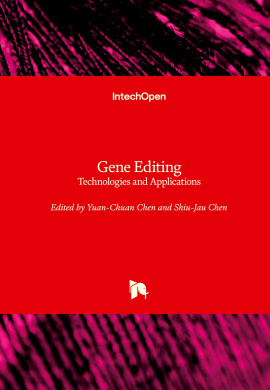 IntechOpen
Gene Editing
Technologies and Applications
Edited by Yuan-Chuan Chen and Shiu-Jau Chen